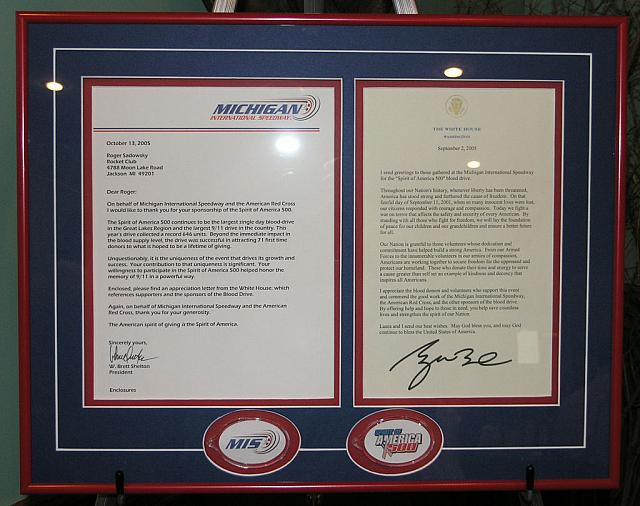 MICHIGAN
INTERNATIONAL SPEEDWAY.
October 13, 2005
Roger Sadowsky
Rocket Club
4788 Moon Lake Road
Jackson MI 49201
Dear Roger:
On behalf of Michigan International Speedway and the American Red Cross
I would like to thank you for your sponsorship of the Spirit of America 500.
The Spirit of America 500 continues to be the largest single day blood-drive
in the Great Lakes Region and the largest 9/11 drive in the country. This
year's drive collected a record 646 units. Beyond the immediate impact in
the blood supply level, the drive was successful in attracting 71 first time
donors to what is hoped to be a lifetime of giving.
Unquestionably, it is the uniqueness of the event that drives its growth and
success. Your contribution to that uniqueness is significant. Your
willingness to participate in the Spirit of America 500 helped honor the
memory of 9/11 in a powerful way.
Enclosed, please find an appreciation letter from the White House, which
references supporters and the sponsors of the Blood Drive.
Again, on behalf of Michigan International Speedway and the American
Red Cross, thank you for your generosity.
The American spirit of giving is the Spirit of America.
Sincerely yours,
W. Brett Shelton
President
Enclosures
THE WHITE HOUSE
WASHINGTON
September 2, 2005
I send greetings to those gathered at the Michigan International Speedway
for the "Spirit of America 500" blood drive.
Throughout our Nation's history, whenever liberty has been threatened,
America has stood strong and furthered the cause of freedom. On that
fateful day of September 11, 2001, when so many innocent lives were lost,
our citizens responded with courage and compassion. Today we fight a
war on terror that affects the safety and security of every American. By
standing with all those who fight for freedom, we will lay the foundation
of peace for our children and our grandchildren and ensure a better future
for all.
Our Nation is grateful to those volunteers whose dedication and
commitment have helped build a strong America. From our Armed
Forces to the innumerable volunteers in our armies of compassion,
Americans are working together to secure freedom for the oppressed and
protect our homeland. Those who donate their time and energy to serve
a cause greater than self set an example of kindness and decency that
inspires all Americans.
I appreciate the blood donors and volunteers who support this event
and commend the good work of the Michigan International Speedway,
the American Red Cross, and the other sponsors of the blood drive.
By offering help and hope to those in need, you help save countless
lives and strengthen the spirit of our Nation.
Laura and I send our best wishes. May God bless you, and may God
continue to bless the United States of America.
MIS
SPIRIT OF
AMERICA
500